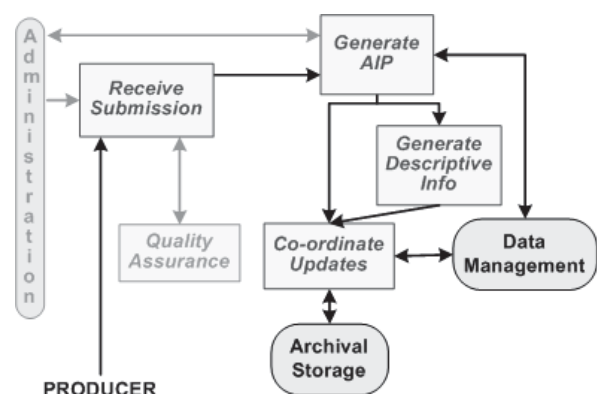 Administration
Generate
AIP
Receive
Submission
Generate
Descriptive
Info
Quality
Assurance
Co-ordinate
Updates
Data
Management
Archival
Storage
PRODUCER